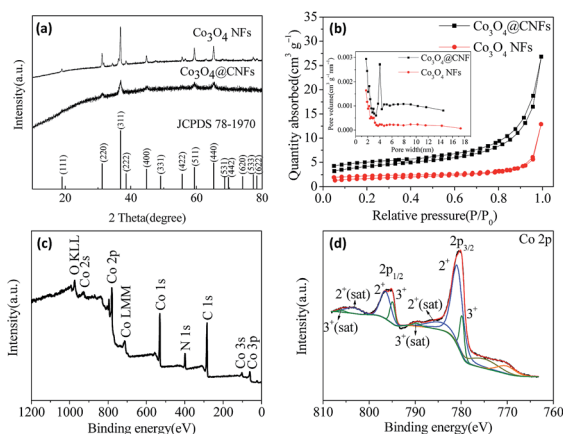 (a)
Co3O4 NFs
Co3O4@CNFs
JCPDS 78-1970
(111)
(220)
(311)
(222)
(400)
(331)
(422)
(511)
(440)
(531)
(442)
(620)
(533)
(622)
20 40 60 80
2 Theta(degree)
Intensity(a.u.)
(b)
Co3O4@CNFs
Co3O4 NFs
Quantity absorbed(cm3 g-1)
40
35
30
25
20
15
10
5
0
0.0 0.2 0.4 0.6 0.8 1.0
Relative pressure(P/P0)
Co3O4@CNF
Co3O4 NFs
Pore volume(cm3 g-1)
0.003
0.002
0.001
0.000
0 2 4 6 8 10 12 14 16 18
Pore width(nm)
(c)
O KLL
Co 2s
Co 2p
Co LMM
Co 1s
N 1s
C 1s
Co 3s
Co 3p
Intensity(a.u.)
1200 1000 800 600 400 200 0
Binding energy(eV)
(d)
Co 2p
2p3/2
2+
3+
2p1/2
2+
3+
2+(sat)
3+(sat)
2+(sat)
3+(sat)
Intensity(a.u.)
810 800 790 780 770 760
Binding energy(eV)